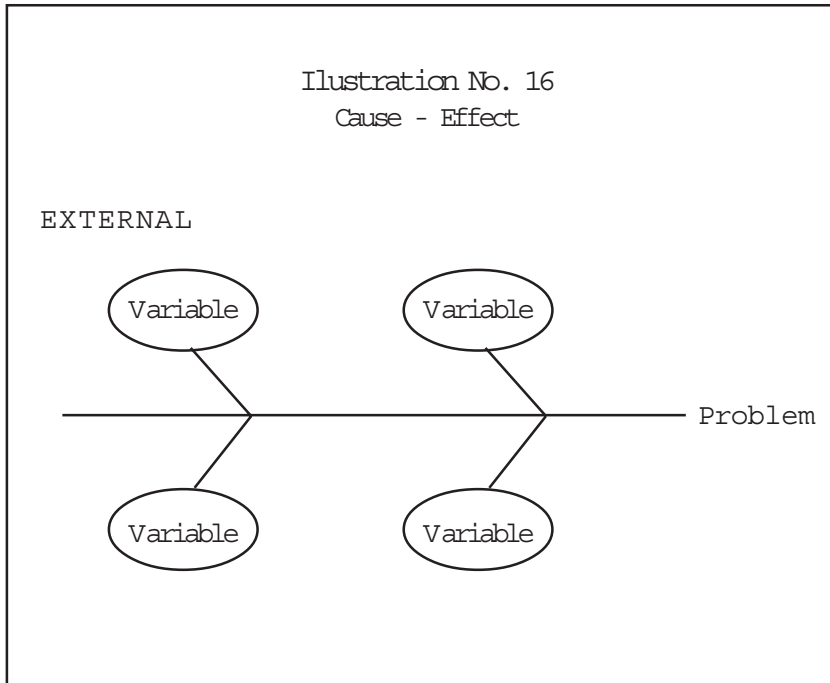 Ilustration No. 16
Cause - Effect
EXTERNAL
Variable Variable
Problem
Variable Variable